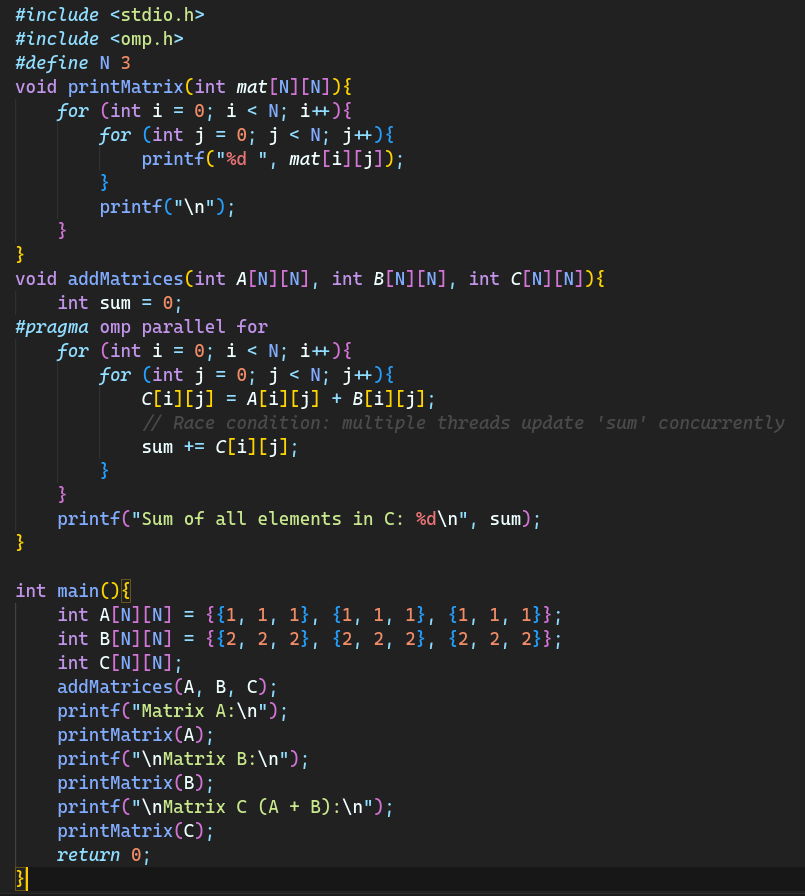 #include <stdio.h>
#include <omp.h>
#define N 3
void printMatrix(int mat[N][N]){
    for (int i = 0; i < N; i++){
        for (int j = 0; j < N; j++){
            printf("%d ", mat[i][j]);
        }
        printf("\n");
    }
}
void addMatrices(int A[N][N], int B[N][N], int C[N][N]){
    int sum = 0;
#pragma omp parallel for
    for (int i = 0; i < N; i++){
        for (int j = 0; j < N; j++){
            C[i][j] = A[i][j] + B[i][j];
            // Race condition: multiple threads update 'sum' concurrently
            sum += C[i][j];
        }
    }
    printf("Sum of all elements in C: %d\n", sum);
}

int main(){
    int A[N][N] = {{1, 1, 1}, {1, 1, 1}, {1, 1, 1}};
    int B[N][N] = {{2, 2, 2}, {2, 2, 2}, {2, 2, 2}};
    int C[N][N];
    addMatrices(A, B, C);
    printf("Matrix A:\n");
    printMatrix(A);
    printf("\nMatrix B:\n");
    printMatrix(B);
    printf("\nMatrix C (A + B):\n");
    printMatrix(C);
    return 0;
}